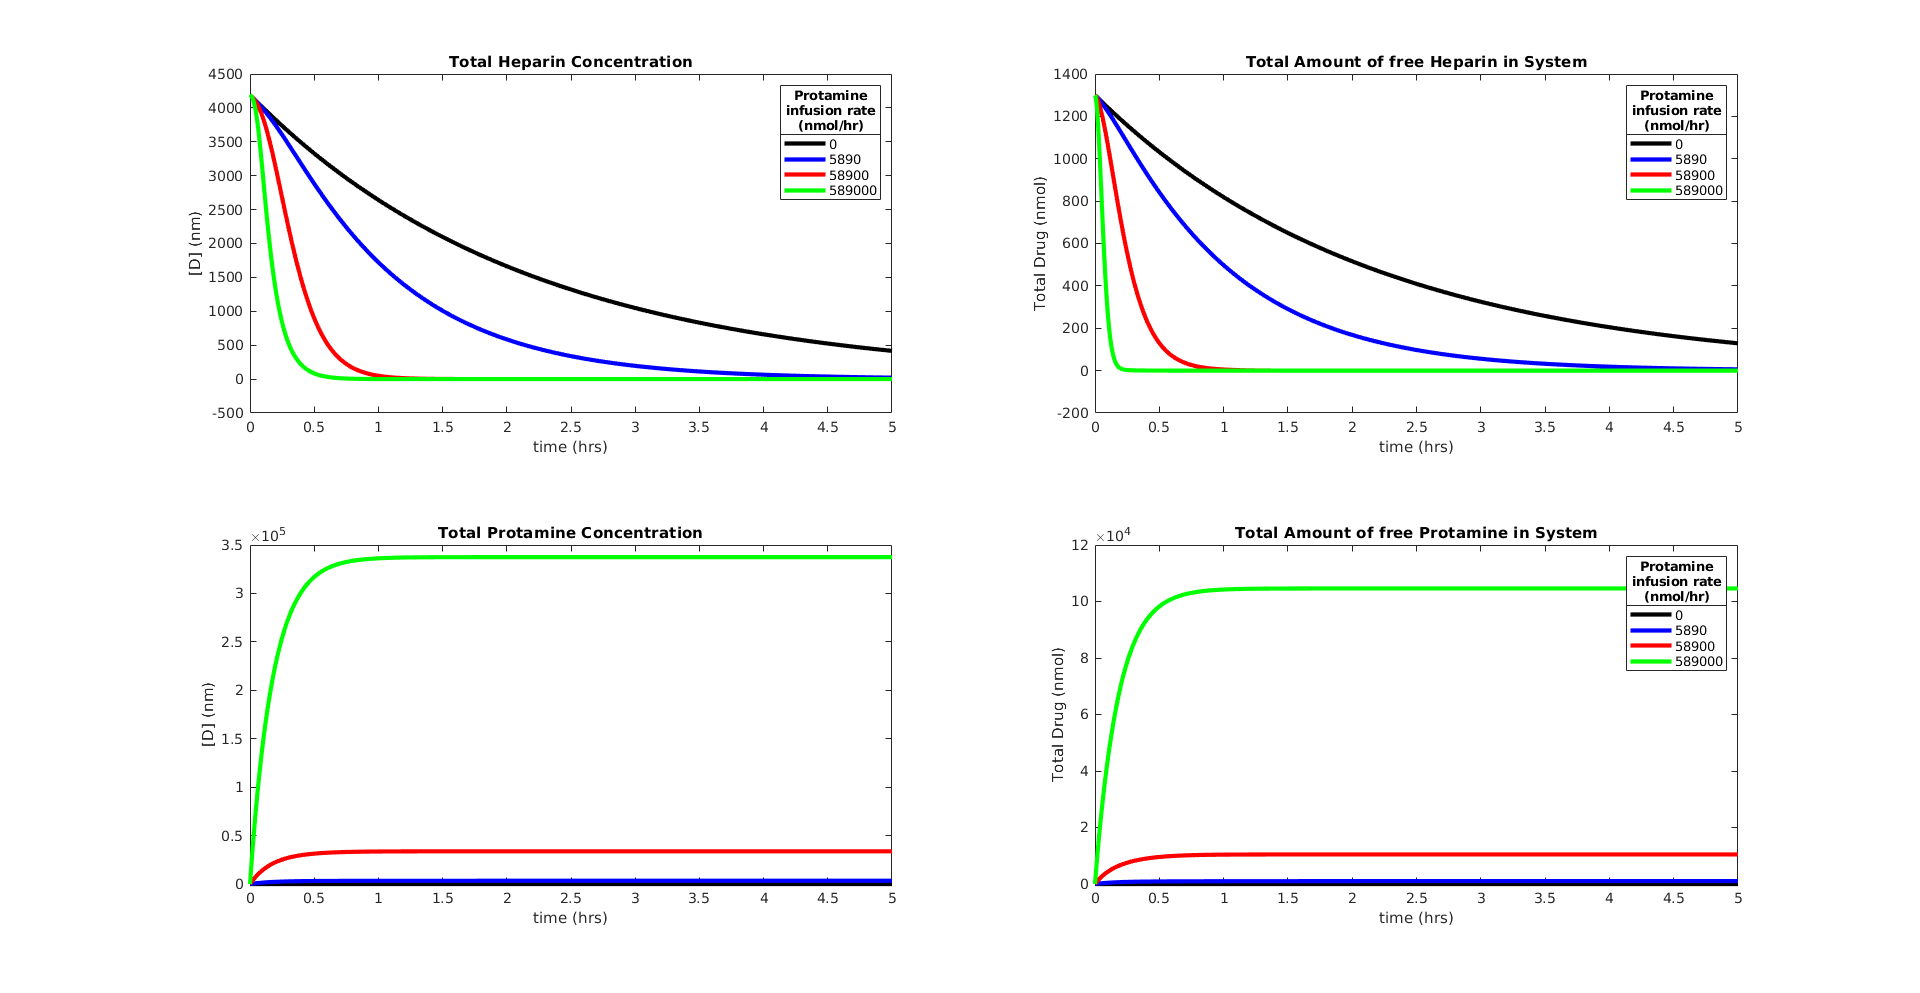 Total Heparin Concentration
4500
4000
3500
3000
2500
2000
1500
1000
500
0
-500
[D] (nm)
0 0.5 1 1.5 2 2.5 3 3.5 4 4.5 5
time (hrs)
Protamine
infusion rate
(nmol/hr)
0
5890
58900
589000
Total Amount of free Heparin in System
1400
1200
1000
800
600
400
200
0
-200
Total Drug (nmol)
0 0.5 1 1.5 2 2.5 3 3.5 4 4.5 5
time (hrs)
Protamine
infusion rate
(nmol/hr)
0
5890
58900
589000
Total Protamine Concentration
×10⁵
3.5
3
2.5
2
1.5
1
0.5
0
[D] (nm)
0 0.5 1 1.5 2 2.5 3 3.5 4 4.5 5
time (hrs)
Total Amount of free Protamine in System
×10⁴
12
10
8
6
4
2
0
Total Drug (nmol)
0 0.5 1 1.5 2 2.5 3 3.5 4 4.5 5
time (hrs)
Protamine
infusion rate
(nmol/hr)
0
5890
58900
589000